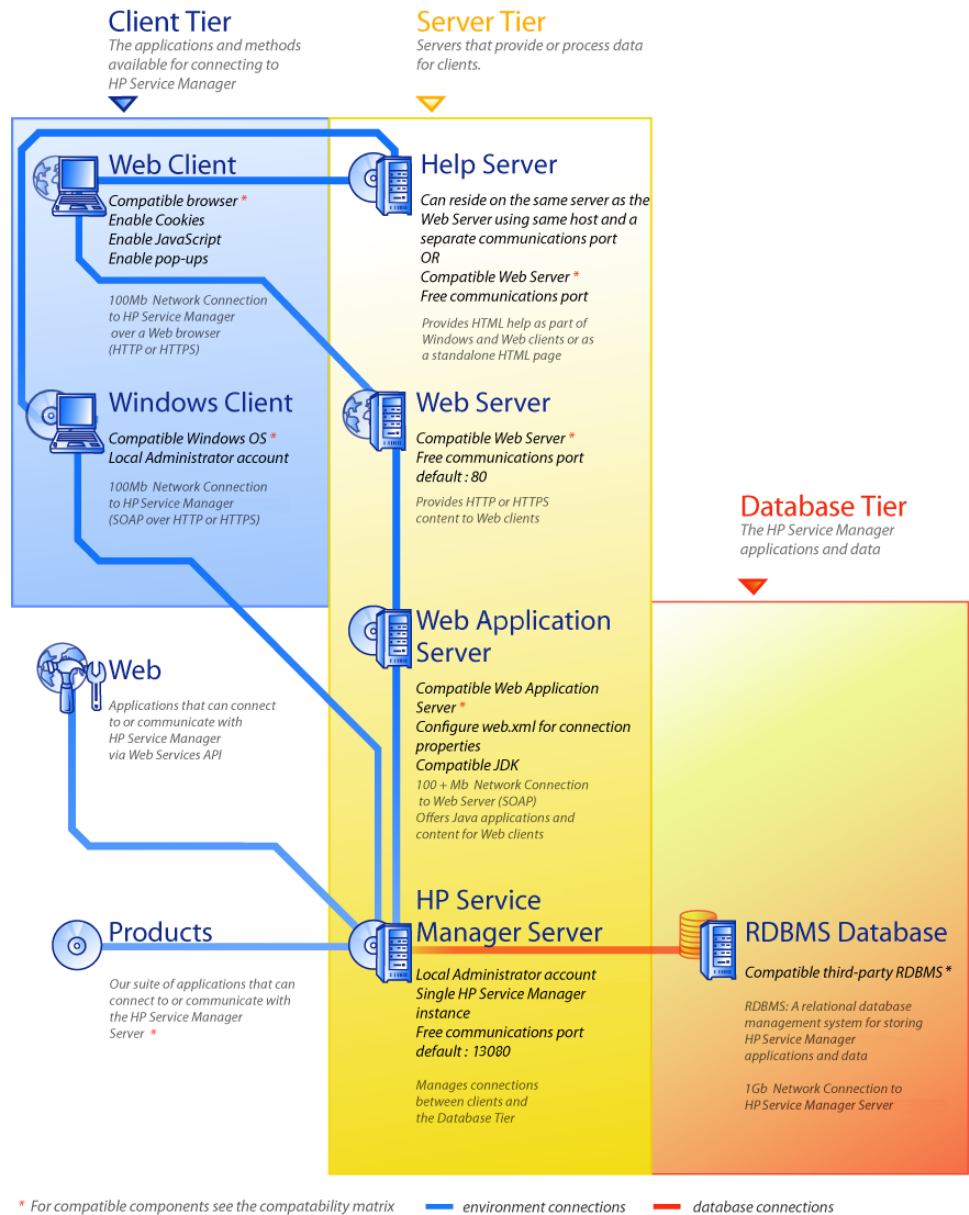 Client Tier
The applications and methods
available for connecting to
HP Service Manager
Server Tier
Servers that provide or process data
for clients.
Web Client
Compatible browser *
Enable Cookies
Enable JavaScript
Enable pop-ups
100Mb Network Connection
to HP Service Manager
over a Web browser
(HTTP or HTTPS)
Help Server
Can reside on the same server as the
Web Server using same host and a
separate communications port
OR
Compatible Web Server *
Free communications port
Provides HTML help as part of
Windows and Web clients or as
a standalone HTML page
Windows Client
Compatible Windows OS *
Local Administrator account
100Mb Network Connection
to HP Service Manager
(SOAP over HTTP or HTTPS)
Web Server
Compatible Web Server *
Free communications port
default : 80
Provides HTTP or HTTPS
content to Web clients
Database Tier
The HP Service Manager
applications and data
Web Application
Server
Compatible Web Application
Server *
Configure web.xml for connection
properties
Compatible JDK
100 + Mb Network Connection
to Web Server (SOAP)
Offers Java applications and
content for Web clients
Web
Applications that can connect
to or communicate with
HP Service Manager
via Web Services API
Products
Our suite of applications that can
connect to or communicate with
the HP Service Manager
Server *
HP Service
Manager Server
Local Administrator account
Single HP Service Manager
instance
Free communications port
default : 13080
Manages connections
between clients and
the Database Tier
RDBMS Database
Compatible third-party RDBMS *
RDBMS: A relational database
management system for storing
HP Service Manager
applications and data
1Gb Network Connection to
HP Service Manager Server
* For compatible components see the compatability matrix
environment connections
database connections